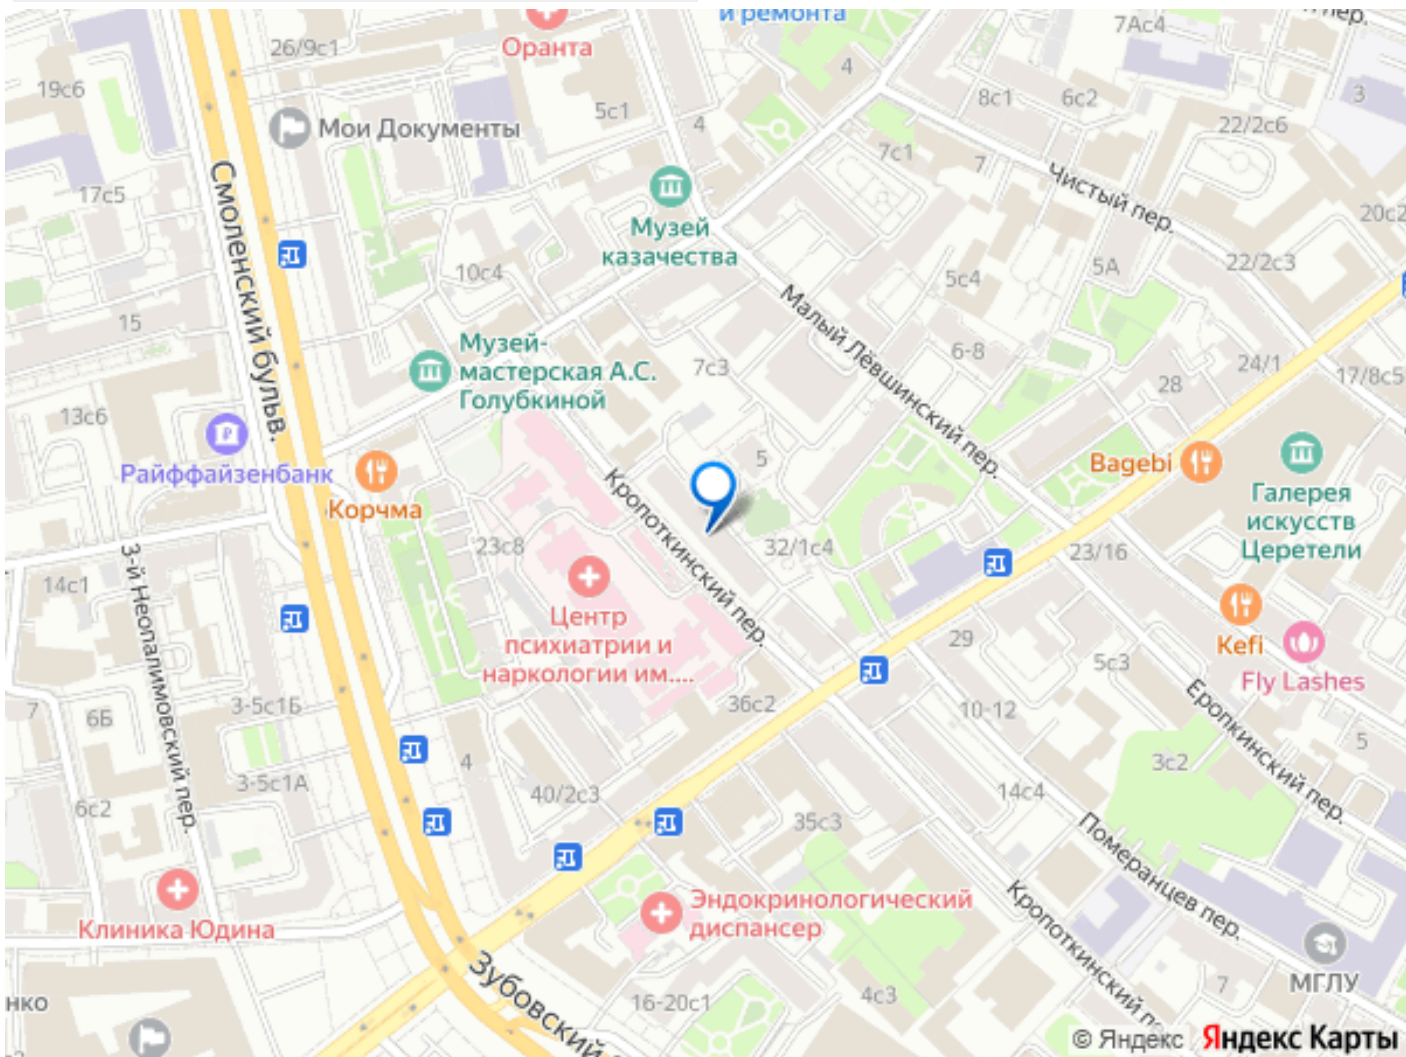 и ремонта
7Ас4
пер.
26/9с1
Оранта
4
19с6
8с1
6с2
3
5с1
4
22/2с6
Мои Документы
7с1
7
Чистый пер.
17с5
Смоленский бульв.
Музей
казачества
20с2
10с4
5с4
5А
22/2с3
15
Малый Лёвшинский пер.
Музей-
мастерская А.С.
Голубкиной
7с3
6-8
28
24/1
17/8с5
13с6
Райффайзенбанк
Корчма
5
Bagebi
Галерея
искусств
Церетели
Кропоткинский пер.
3-й Неопалимовский пер.
23с8
32/1с4
23/16
14с1
Центр
психиатрии и
наркологии им....
29
Kefi
Fly Lashes
5с3
7
6Б
3-5с1Б
36с2
10-12
Еропкинский пер.
5
4
3с2
3-5с1А
40/2с3
14с4
6с2
35с3
Померанцев пер.
Клиника Юдина
Эндокринологический
диспансер
Кропоткинский п
МГЛУ
нко
Зубовский
16-20с1
4с3
7
© Яндекс Яндекс Карты